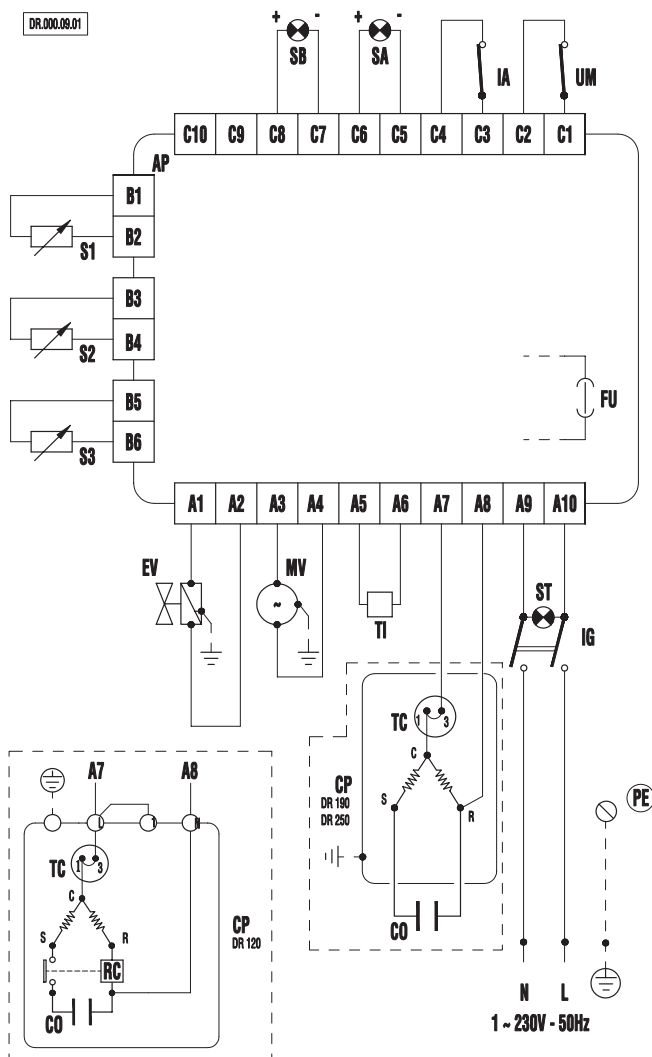 DR.000.09.01
+ - + -
SB SA IA UM
C10 C9 C8 C7 C6 C5 C4 C3 C2 C1
AP
B1
B2
S1
B3
B4
S2
B5
B6
S3
FU
A1 A2 A3 A4 A5 A6 A7 A8 A9 A10
EV
MV
~
TI
ST
IG
TC 1 3
C
S R
CP
DR 190
DR 250
CO
PE
N L
1 ~ 230V - 50Hz
A7 A8
L 1 N
TC 1 3
C
S R
RC
CO
CP
DR 120